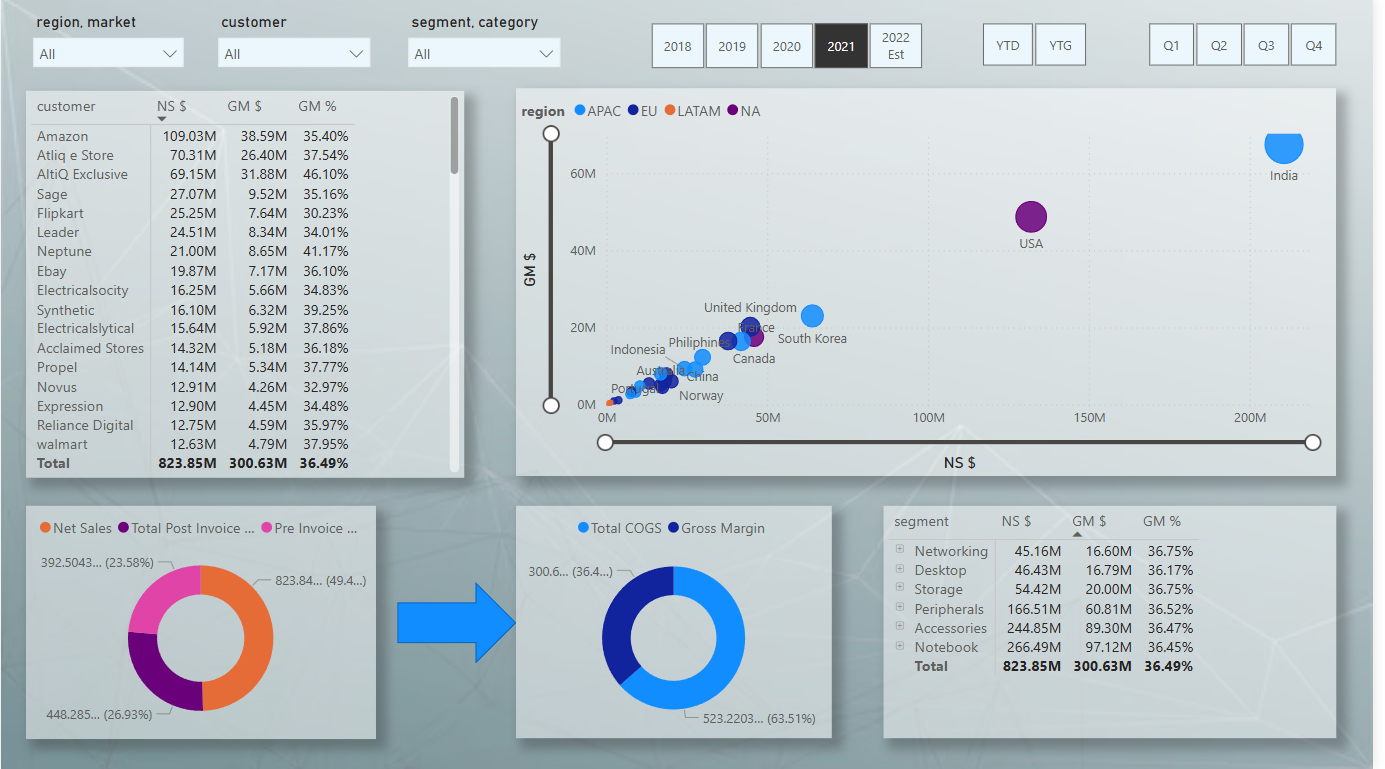 region, market
customer
segment, category
All
All
All
2018
2019
2020
2021
2022
Est
YTD
YTG
Q1
Q2
Q3
Q4
customer NS $ GM $ GM %
Amazon 109.03M 38.59M 35.40%
Atliq e Store 70.31M 26.40M 37.54%
AltiQ Exclusive 69.15M 31.88M 46.10%
Sage 27.07M 9.52M 35.16%
Flipkart 25.25M 7.64M 30.23%
Leader 24.51M 8.34M 34.01%
Neptune 21.00M 8.65M 41.17%
Ebay 19.87M 7.17M 36.10%
Electricalsocity 16.25M 5.66M 34.83%
Synthetic 16.10M 6.32M 39.25%
Electricalslytical 15.64M 5.92M 37.86%
Acclaimed Stores 14.32M 5.18M 36.18%
Propel 14.14M 5.34M 37.77%
Novus 12.91M 4.26M 32.97%
Expression 12.90M 4.45M 34.48%
Reliance Digital 12.75M 4.59M 35.97%
walmart 12.63M 4.79M 37.95%
Total 823.85M 300.63M 36.49%
region APAC EU LATAM NA
GM $
60M
40M
20M
0M
India
USA
United Kingdom
France
South Korea
Philiphines
Canada
Indonesia
Australia
China
Portugal
Norway
0M 50M 100M 150M 200M
NS $
Net Sales Total Post Invoice ... Pre Invoice ...
392.5043... (23.58%)
823.84... (49.4...)
448.285... (26.93%)
Total COGS Gross Margin
300.6... (36.4...)
523.2203... (63.51%)
segment NS $ GM $ GM %
Networking 45.16M 16.60M 36.75%
Desktop 46.43M 16.79M 36.17%
Storage 54.42M 20.00M 36.75%
Peripherals 166.51M 60.81M 36.52%
Accessories 244.85M 89.30M 36.47%
Notebook 266.49M 97.12M 36.45%
Total 823.85M 300.63M 36.49%